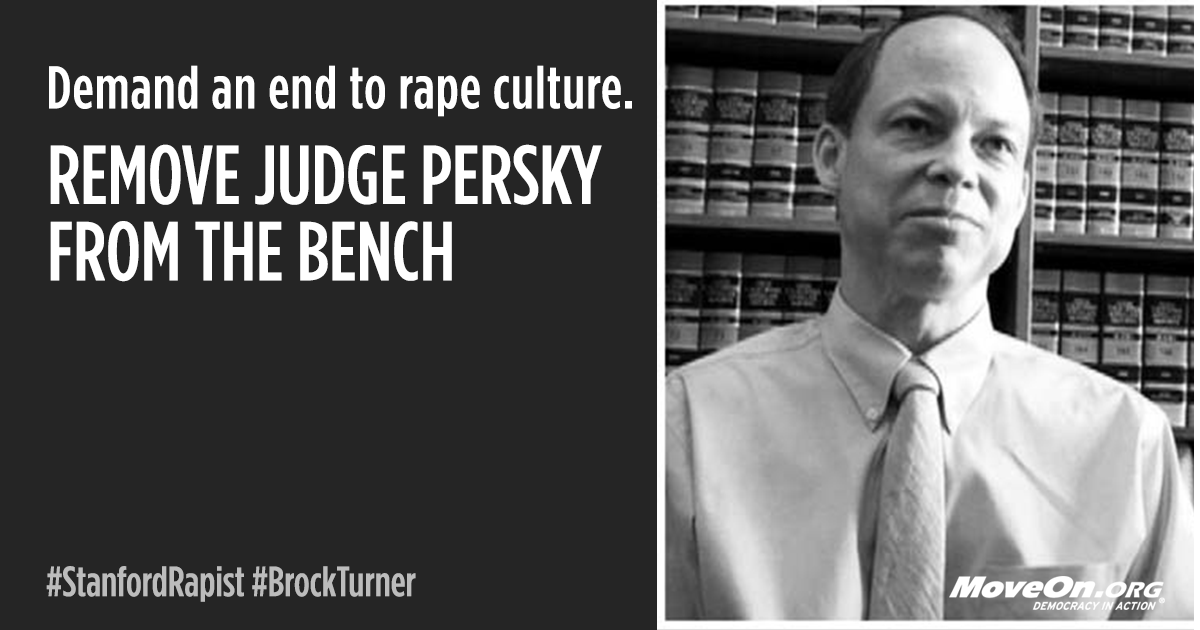 Demand an end to rape culture.
REMOVE JUDGE PERSKY
FROM THE BENCH
#StanfordRapist #BrockTurner
MoveOn.ORG
DEMOCRACY IN ACTION